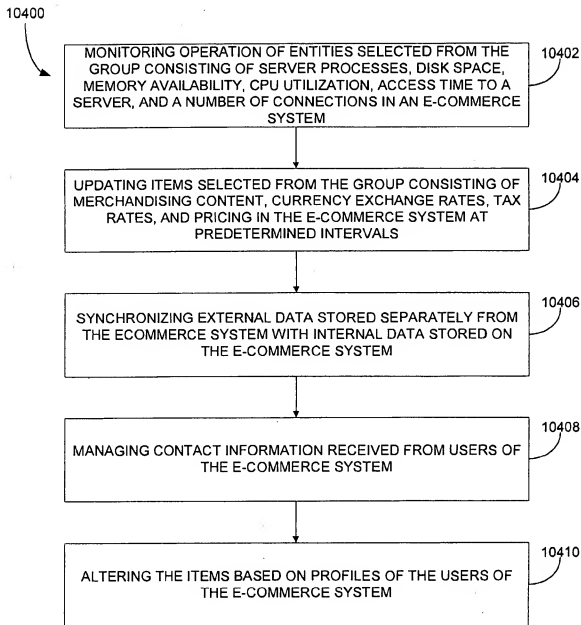 10400
MONITORING OPERATION OF ENTITIES SELECTED FROM THE
GROUP CONSISTING OF SERVER PROCESSES, DISK SPACE,
MEMORY AVAILABILITY, CPU UTILIZATION, ACCESS TIME TO A
SERVER, AND A NUMBER OF CONNECTIONS IN AN E-COMMERCE
SYSTEM
10402
UPDATING ITEMS SELECTED FROM THE GROUP CONSISTING OF
MERCHANDISING CONTENT, CURRENCY EXCHANGE RATES, TAX
RATES, AND PRICING IN THE E-COMMERCE SYSTEM AT
PREDETERMINED INTERVALS
10404
SYNCHRONIZING EXTERNAL DATA STORED SEPARATELY FROM
THE ECOMMERCE SYSTEM WITH INTERNAL DATA STORED ON
THE E-COMMERCE SYSTEM
10406
MANAGING CONTACT INFORMATION RECEIVED FROM USERS OF
THE E-COMMERCE SYSTEM
10408
ALTERING THE ITEMS BASED ON PROFILES OF THE USERS OF
THE E-COMMERCE SYSTEM
10410